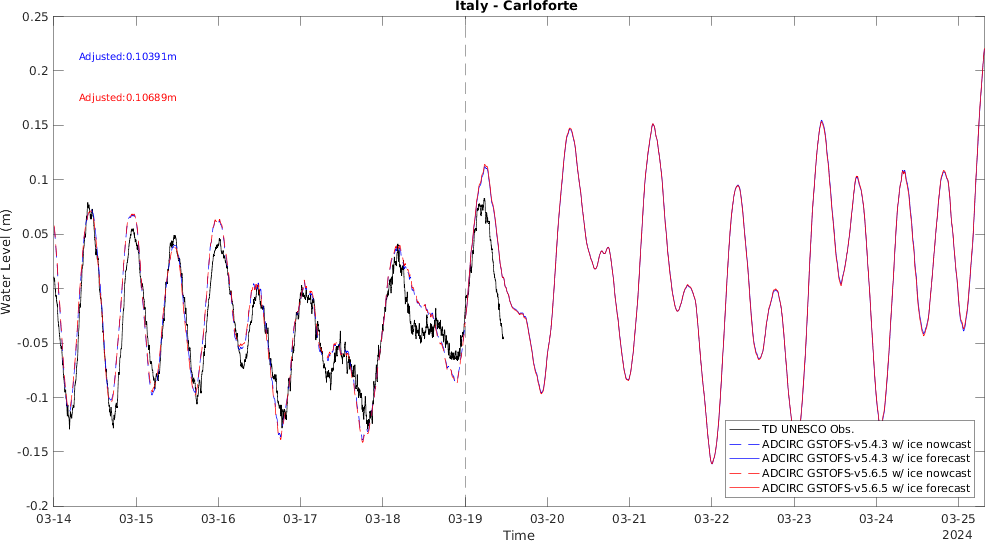 Italy - Carloforte
Adjusted:0.10391m
Adjusted:0.10689m
Water Level (m)
0.25
0.2
0.15
0.1
0.05
0
-0.05
-0.1
-0.15
-0.2
TD UNESCO Obs.
ADCIRC GSTOFS-v5.4.3 w/ ice nowcast
ADCIRC GSTOFS-v5.4.3 w/ ice forecast
ADCIRC GSTOFS-v5.6.5 w/ ice nowcast
ADCIRC GSTOFS-v5.6.5 w/ ice forecast
03-14 03-15 03-16 03-17 03-18 03-19 03-20 03-21 03-22 03-23 03-24 03-25
Time
2024